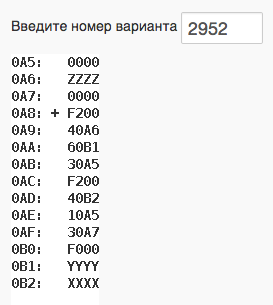 Введите номер варианта 2952
0A5: 0000
0A6: ZZZZ
0A7: 0000
0A8: + F200
0A9: 40A6
0AA: 60B1
0AB: 30A5
0AC: F200
0AD: 40B2
0AE: 10A5
0AF: 30A7
0B0: F000
0B1: YYYY
0B2: XXXX